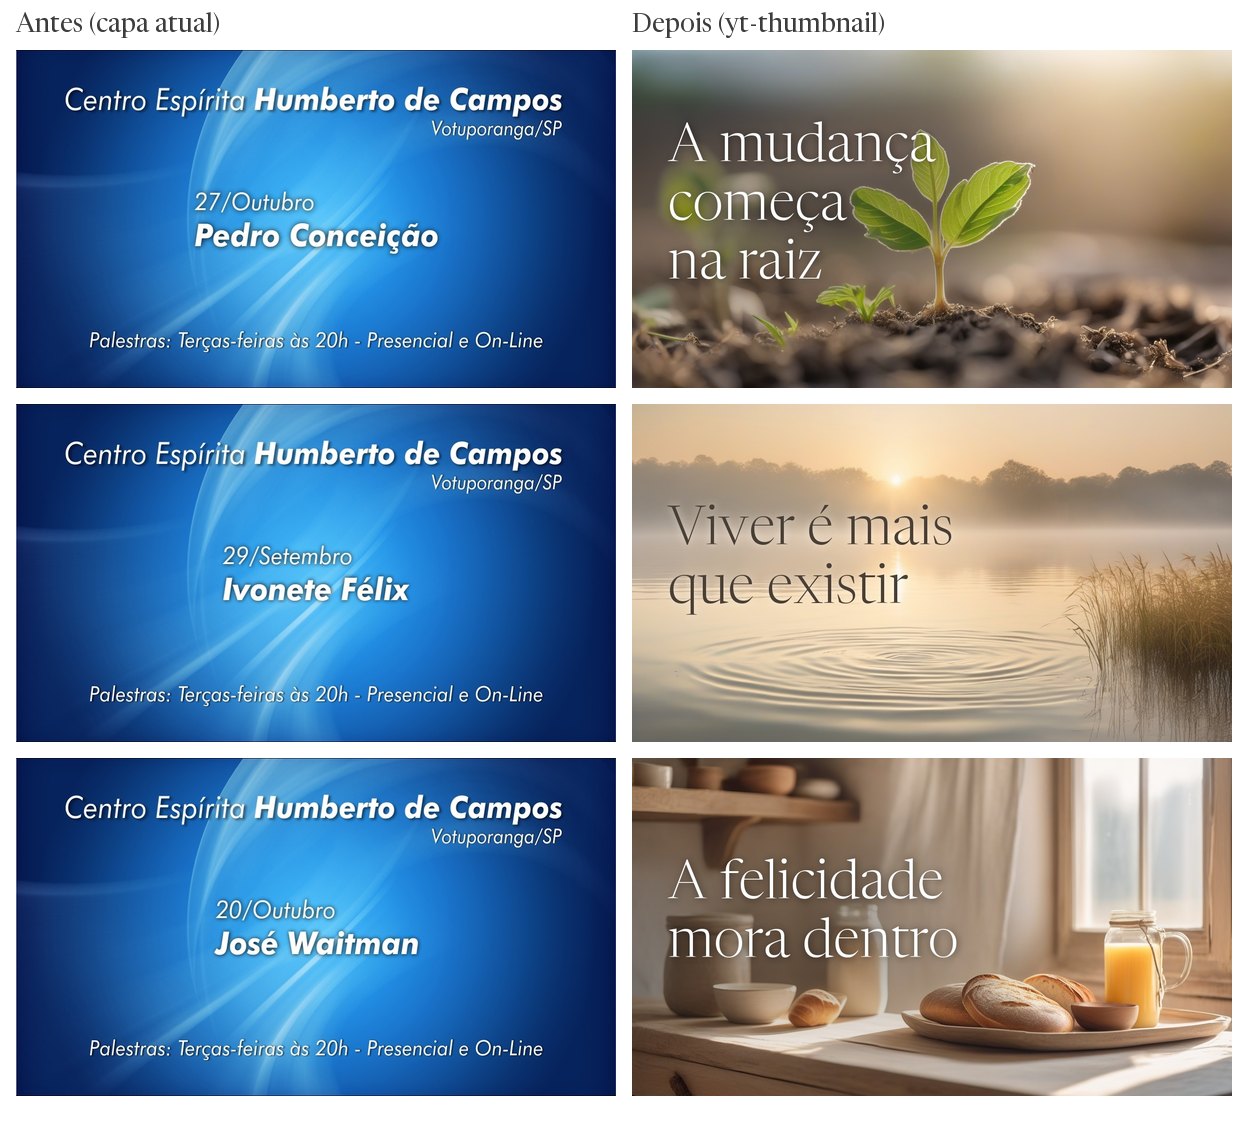 Antes (capa atual)
Depois (yt-thumbnail)
Centro Espírita Humberto de Campos
Votuporanga/SP
27/Outubro
Pedro Conceição
Palestras: Terças-feiras às 20h - Presencial e On-Line
A mudança
começa
na raiz
Centro Espírita Humberto de Campos
Votuporanga/SP
29/Setembro
Ivonete Félix
Palestras: Terças-feiras às 20h - Presencial e On-Line
Viver é mais
que existir
Centro Espírita Humberto de Campos
Votuporanga/SP
20/Outubro
José Waitman
Palestras: Terças-feiras às 20h - Presencial e On-Line
A felicidade
mora dentro